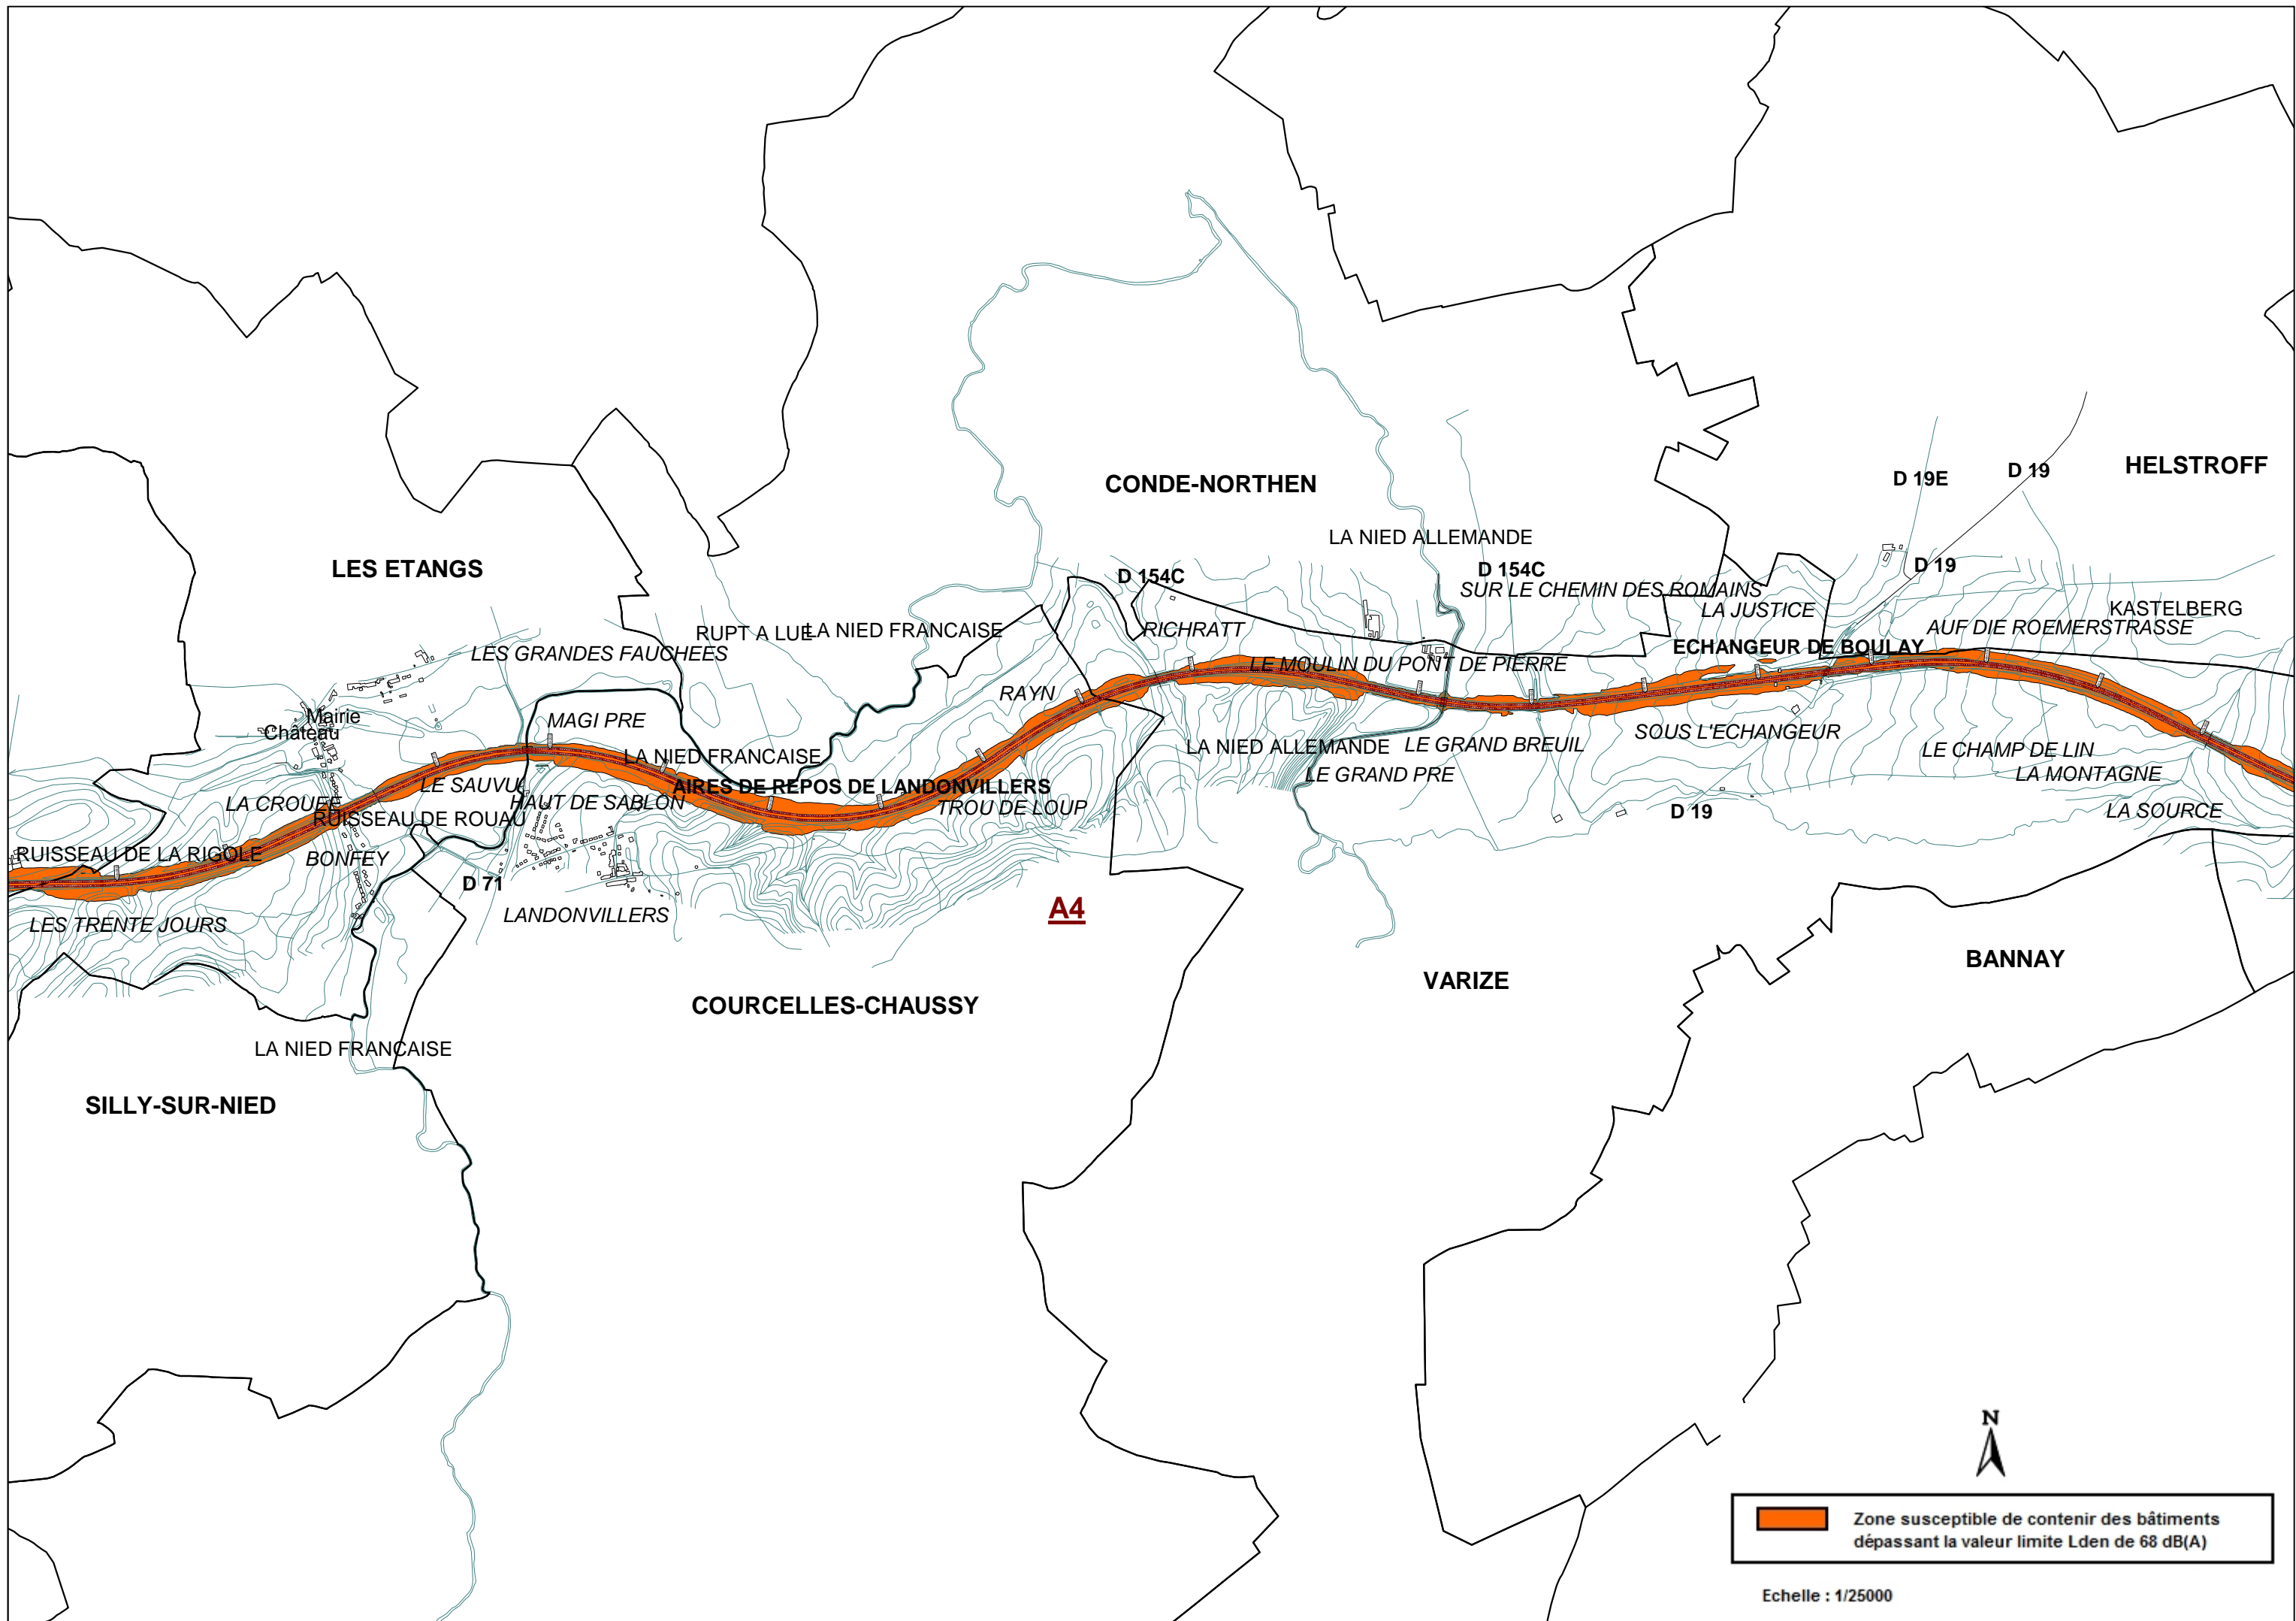 D 19E
D 19
HELSTROFF
CONDE-NORTHEN
LA NIED ALLEMANDE
LES ETANGS
D 154C
D 154C
D 19
SUR LE CHEMIN DES ROMAINS
LA JUSTICE
KASTELBERG
RUPT A LUE
LA NIED FRANCAISE
RICHRATT
AUF DIE ROEMERSTRASSE
LES GRANDES FAUCHEES
ECHANGEUR DE BOULAY
LE MOULIN DU PONT DE PIERRE
RAYN
Mairie
MAGI PRE
Château
SOUS L'ECHANGEUR
LA NIED FRANCAISE
LA NIED ALLEMANDE
LE GRAND BREUIL
LE CHAMP DE LIN
LE GRAND PRE
LA MONTAGNE
LE SAUVU
AIRES DE REPOS DE LANDONVILLERS
LA CROUEE
HAUT DE SABLON
TROU DE LOUP
D 19
LA SOURCE
RUISSEAU DE ROUAU
RUISSEAU DE LA RIGOLE
BONFEY
D 71
A4
LES TRENTE JOURS
LANDONVILLERS
BANNAY
VARIZE
COURCELLES-CHAUSSY
LA NIED FRANCAISE
SILLY-SUR-NIED
N
Zone susceptible de contenir des bâtiments
dépassant la valeur limite Lden de 68 dB(A)
Echelle : 1/25000